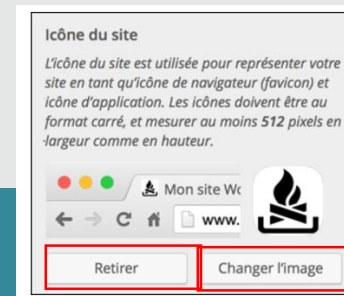 Icône du site
L'icône du site est utilisée pour représenter votre
site en tant qu'icône de navigateur (favicon) et
icône d'application. Les icônes doivent être au
format carré, et mesurer au moins 512 pixels en
largeur comme en hauteur.
Mon site Wo
www.
Retirer
Changer l'image